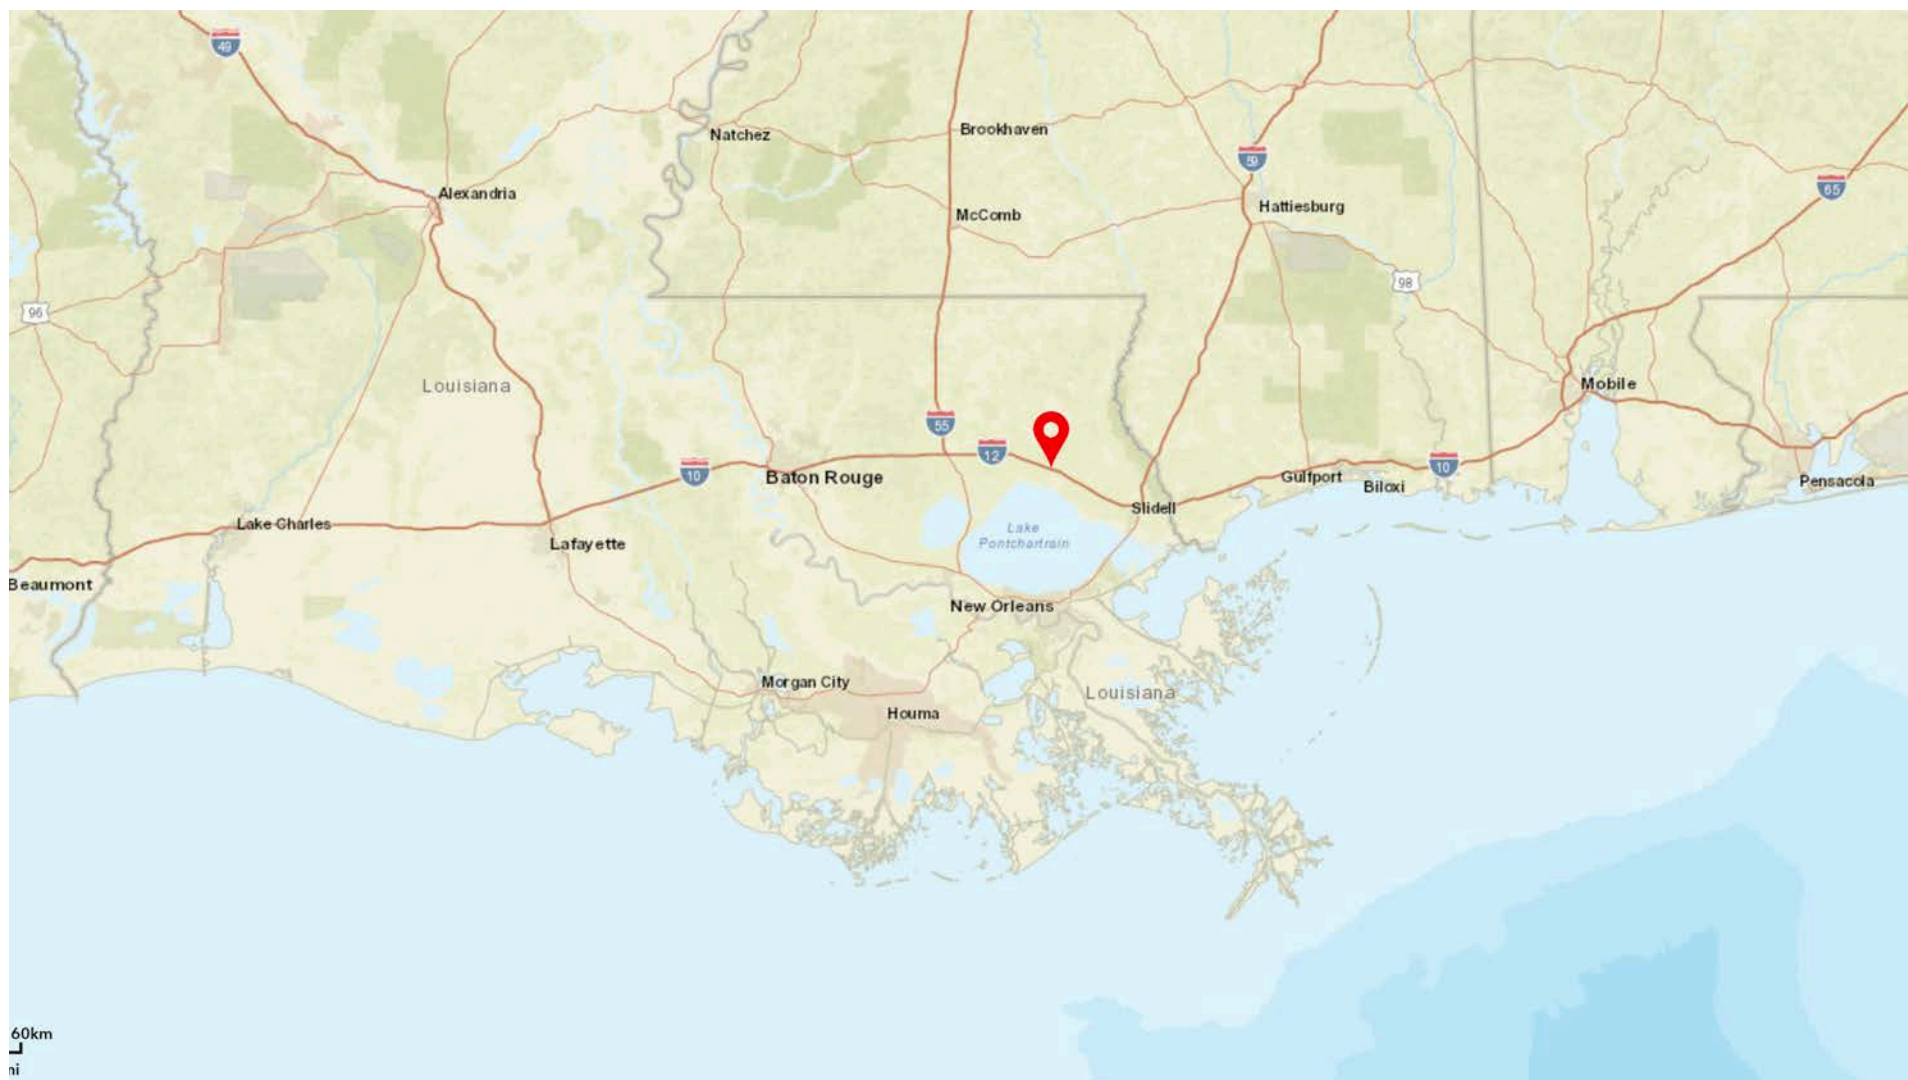 49
Natchez
Brookhaven
59
65
Alexandria
McComb
Hattiesburg
98
96
Louisiana
Mobile
55
12
10
Baton Rouge
Gulfport
Biloxi
10
Pensacola
Lake Charles
Slidell
Lafayette
Lake
Pontchartrain
Beaumont
New Orleans
Morgan City
Louisiana
Houma
60km